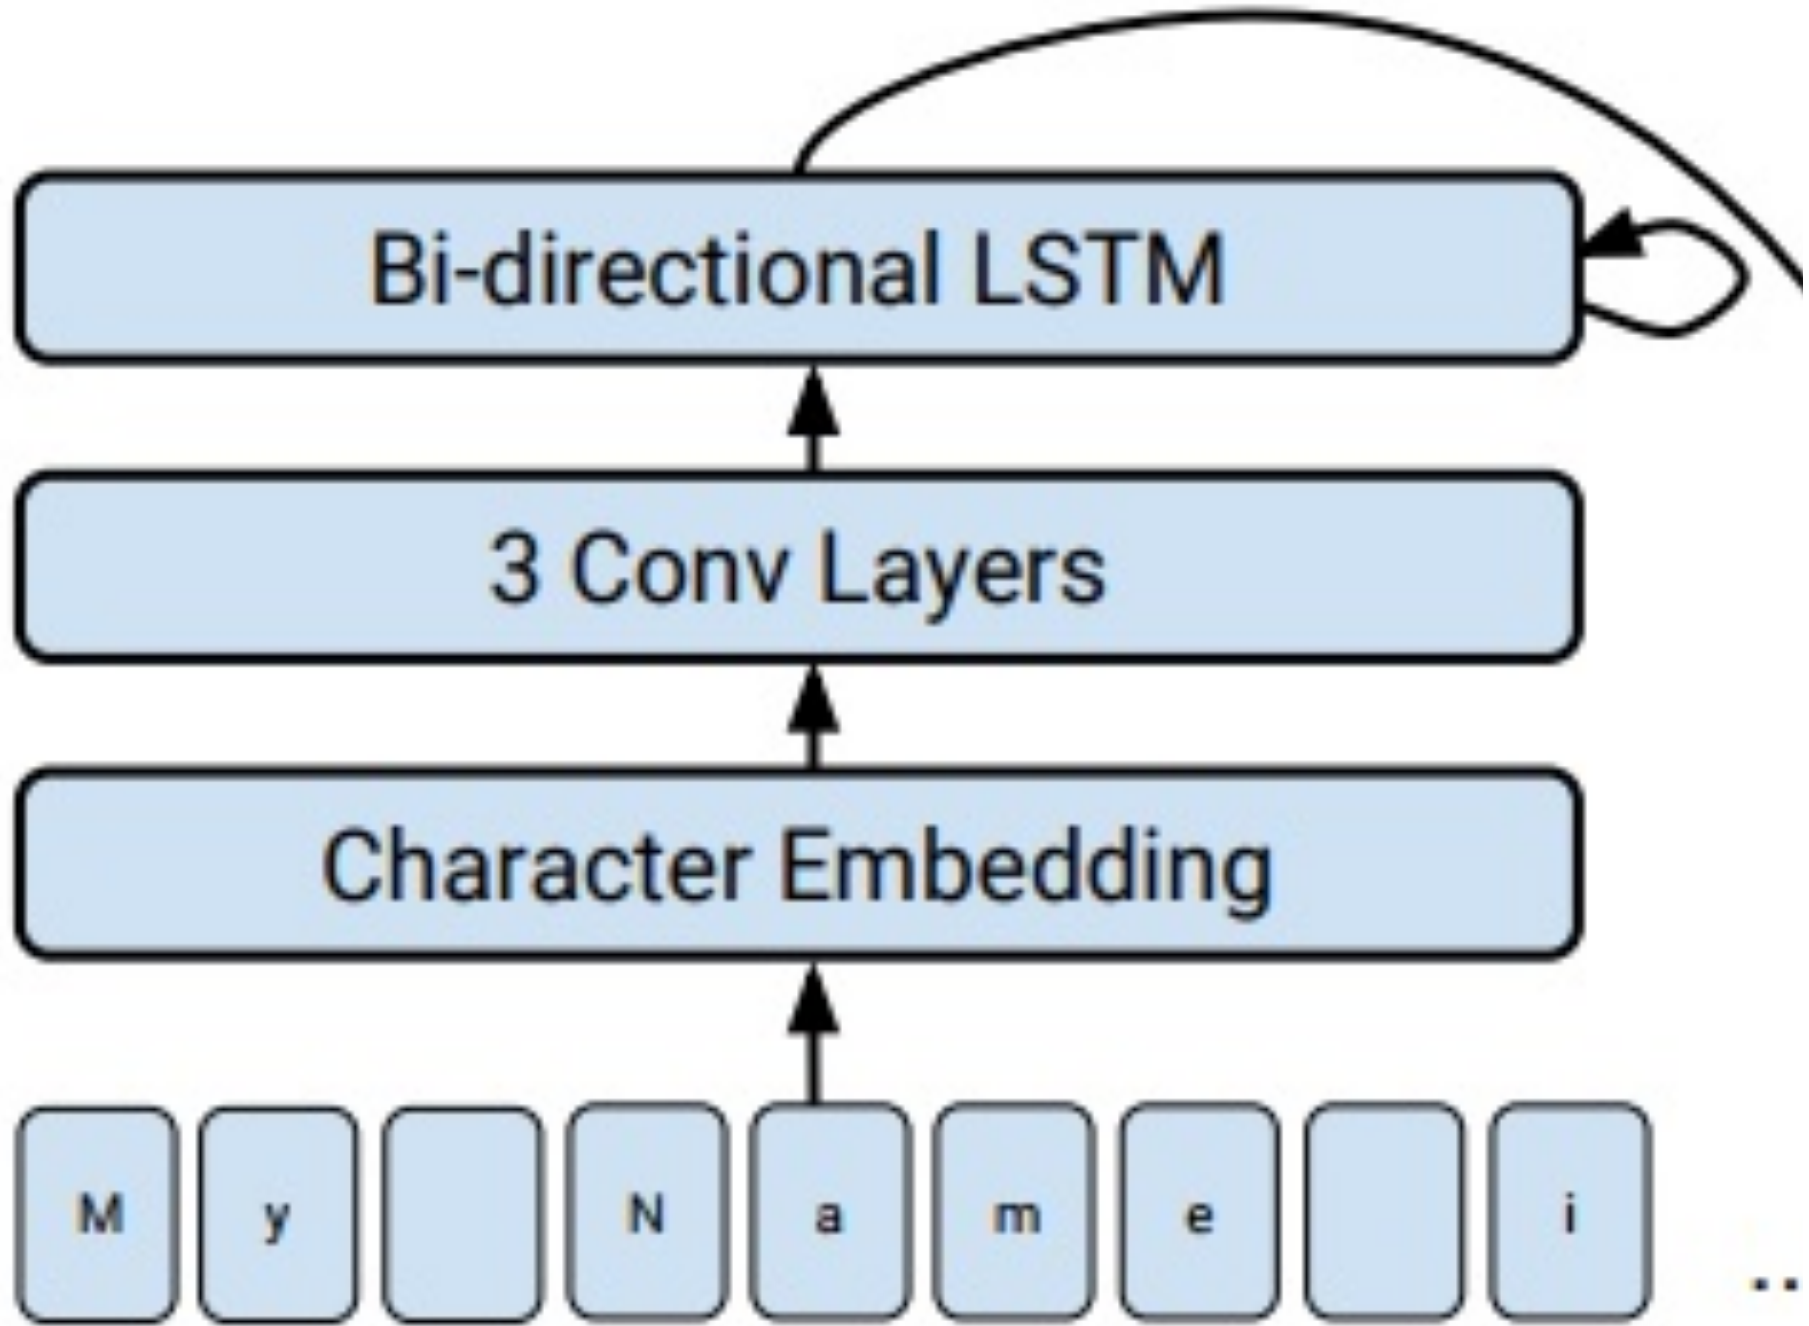 Bi-directional LSTM
3 Conv Layers
Character Embedding
M y N a m e i ..